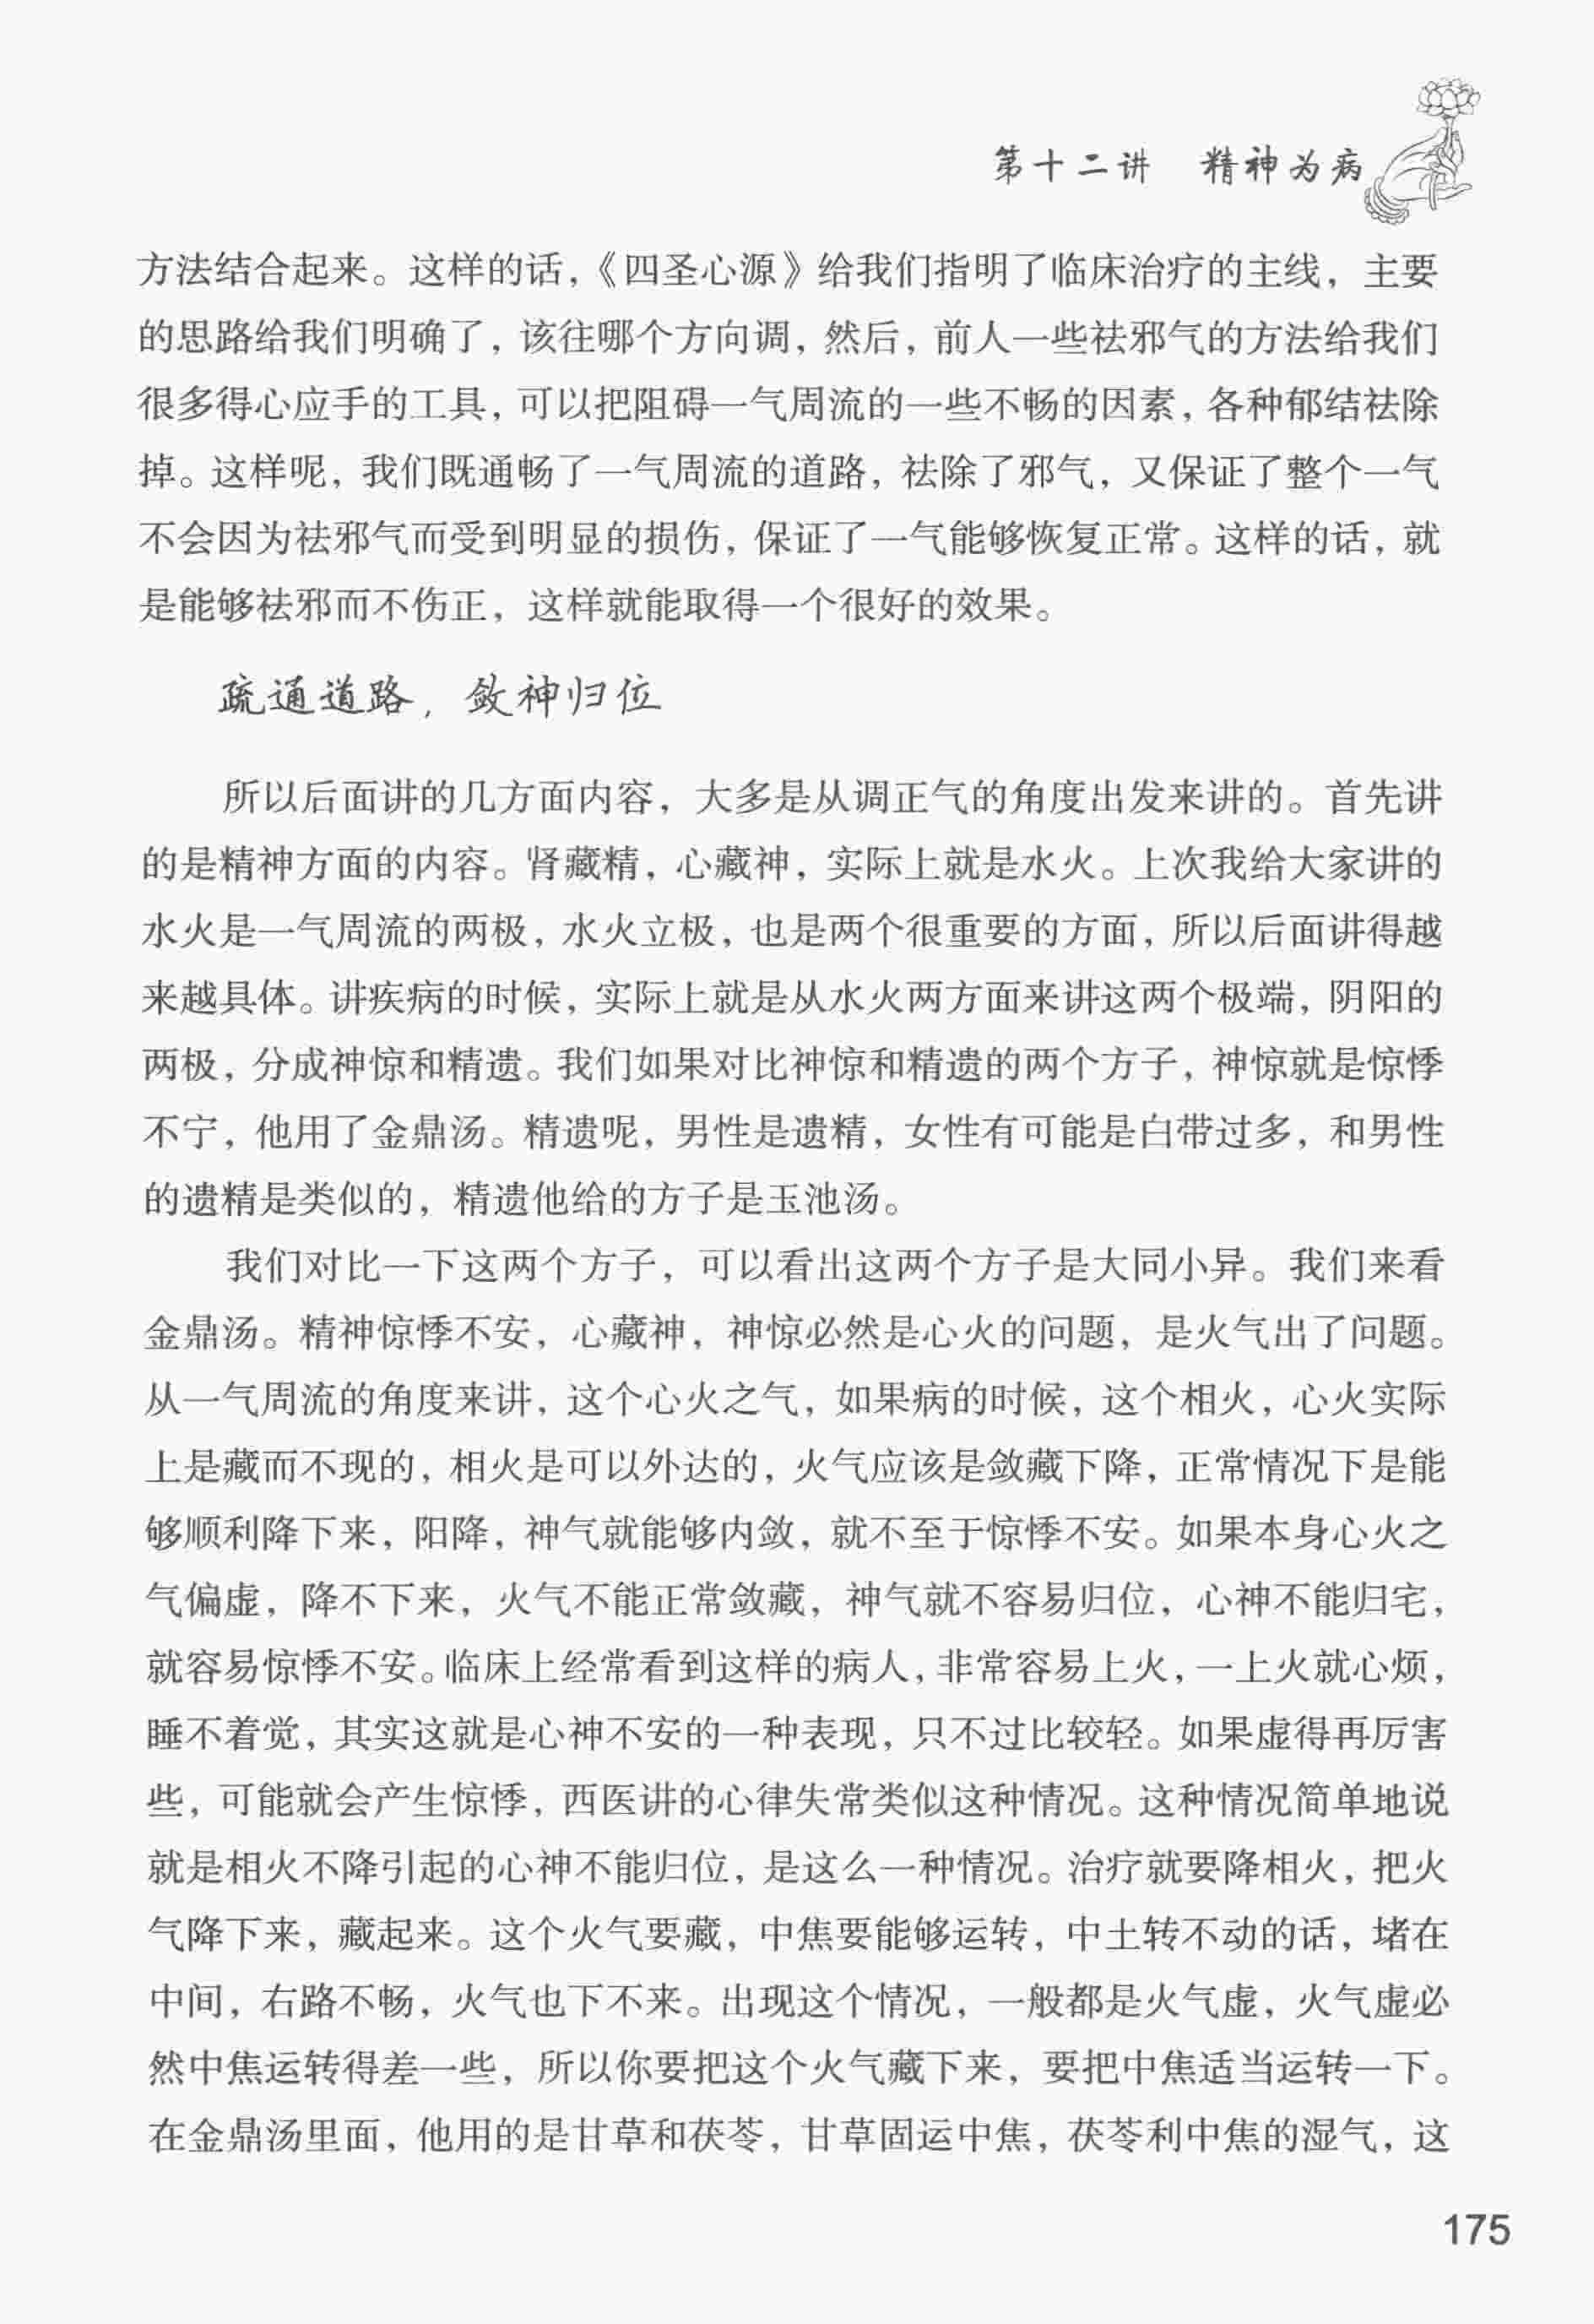 第十二讲 精神为病
方法结合起来。这样的话，《四圣心源》给我们指明了临床治疗的主线，主要
的思路给我们明确了，该往哪个方向调，然后，前人一些祛邪气的方法给我们
很多得心应手的工具，可以把阻碍一气周流的一些不畅的因素，各种郁结祛除
掉。这样呢，我们既通畅了一气周流的道路，祛除了邪气，又保证了整个一气
不会因为祛邪气而受到明显的损伤，保证了一气能够恢复正常。这样的话，就
是能够祛邪而不伤正，这样就能取得一个很好的效果。
疏通道路，敛神归位
所以后面讲的几方面内容，大多是从调正气的角度出发来讲的。首先讲
的是精神方面的内容。肾藏精，心藏神，实际上就是水火。上次我给大家讲的
水火是一气周流的两极，水火立极，也是两个很重要的方面，所以后面讲得越
来越具体。讲疾病的时候，实际上就是从水火两方面来讲这两个极端，阴阳的
两极，分成神惊和精遗。我们如果对比神惊和精遗的两个方子，神惊就是惊悸
不宁，他用了金鼎汤。精遗呢，男性是遗精，女性有可能是白带过多，和男性
的遗精是类似的，精遗他给的方子是玉池汤。
我们对比一下这两个方子，可以看出这两个方子是大同小异。我们来看
金鼎汤。精神惊悸不安，心藏神，神惊必然是心火的问题，是火气出了问题。
从一气周流的角度来讲，这个心火之气，如果病的时候，这个相火，心火实际
上是藏而不现的，相火是可以外达的，火气应该是敛藏下降，正常情况下是能
够顺利降下来，阳降，神气就能够内敛，就不至于惊悸不安。如果本身心火之
气偏虚，降不下来，火气不能正常敛藏，神气就不容易归位，心神不能归宅，
就容易惊悸不安。临床上经常看到这样的病人，非常容易上火，一上火就心烦，
睡不着觉，其实这就是心神不安的一种表现，只不过比较轻。如果虚得再厉害
些，可能就会产生惊悸，西医讲的心律失常类似这种情况。这种情况简单地说
就是相火不降引起的心神不能归位，是这么一种情况。治疗就要降相火，把火
气降下来，藏起来。这个火气要藏，中焦要能够运转，中土转不动的话，堵在
中间，右路不畅，火气也下不来。出现这个情况，一般都是火气虚，火气虚必
然中焦运转得差一些，所以你要把这个火气藏下来，要把中焦适当运转一下。
在金鼎汤里面，他用的是甘草和茯苓，甘草固运中焦，茯苓利中焦的湿气，这
175